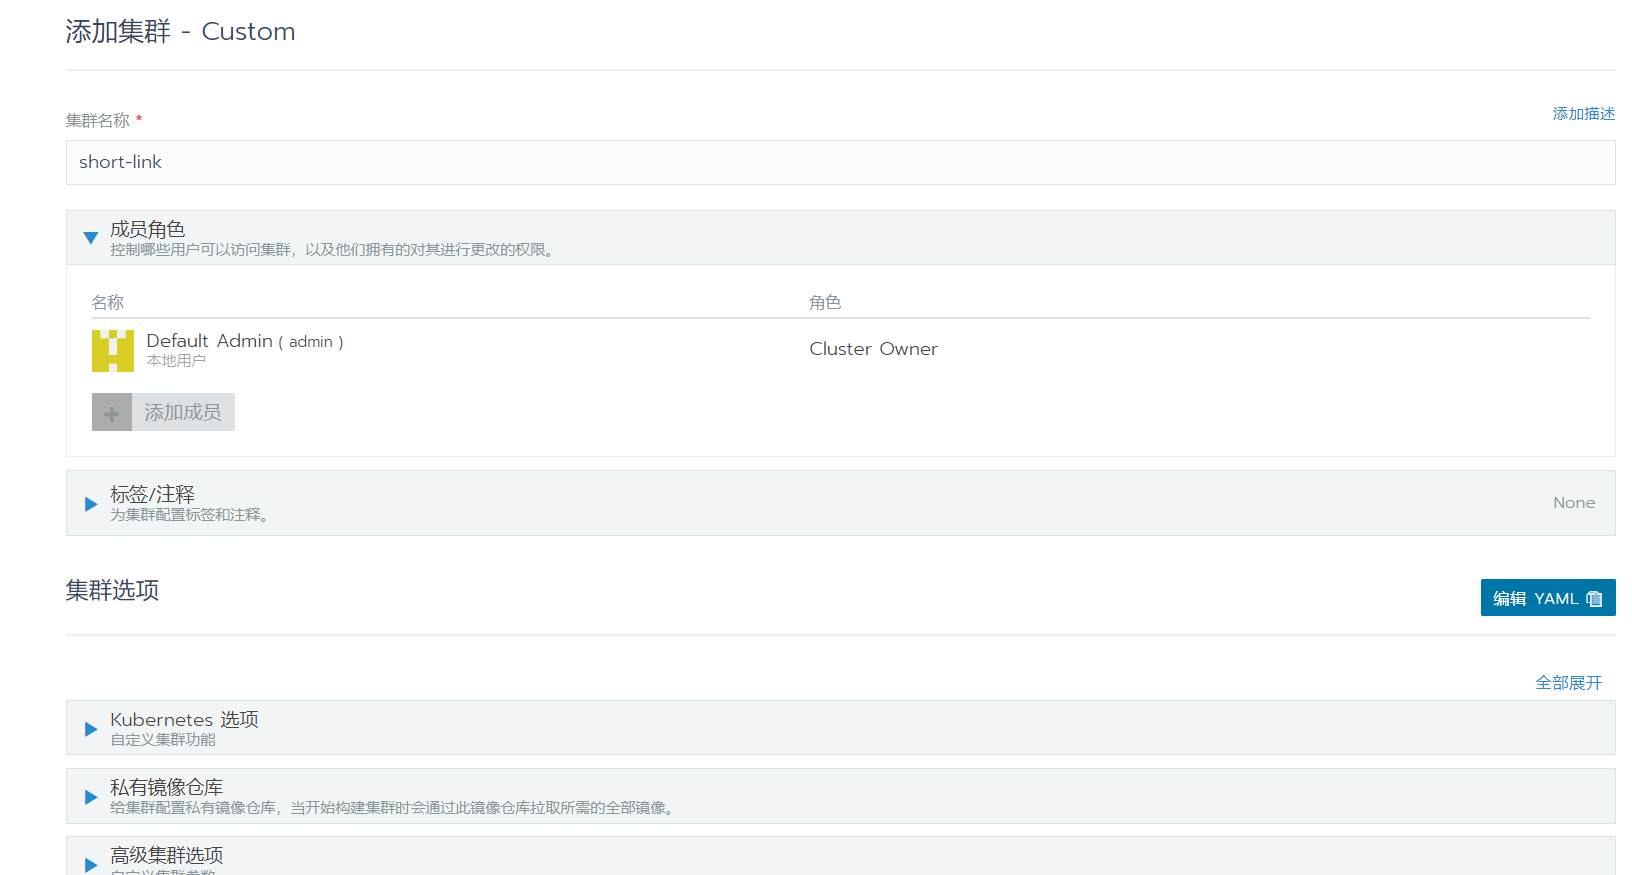 添加集群 - Custom
集群名称 *
添加描述
short-link
成员角色
控制哪些用户可以访问集群，以及他们拥有的对其进行更改的权限。
名称 角色
Default Admin ( admin )
本地用户
Cluster Owner
添加成员
标签/注释
为集群配置标签和注释。
None
集群选项
编辑 YAML
全部展开
Kubernetes 选项
自定义集群功能
私有镜像仓库
给集群配置私有镜像仓库，当开始构建集群时会通过此镜像仓库拉取所需的全部镜像。
高级集群选项
自定义集群参数